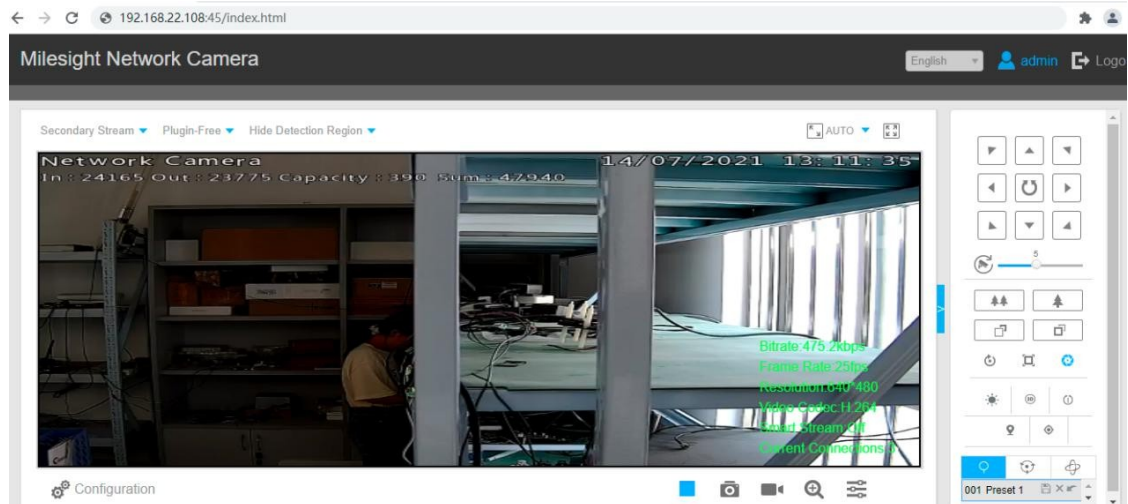 192.168.22.108:45/index.html
Milesight Network Camera
English
admin
Logo
Secondary Stream
Plugin-Free
Hide Detection Region
AUTO
Network Camera
14/07/2021 13:11:35
In : 24165 Out : 23775 Capacity : 390 Sum : 47940
5
Bitrate:475.2kbps
Frame Rate:25fps
Resolution:640*480
Video Codec:H.264
Smart Stream:Off
Current Connections:
Configuration
001 Preset 1